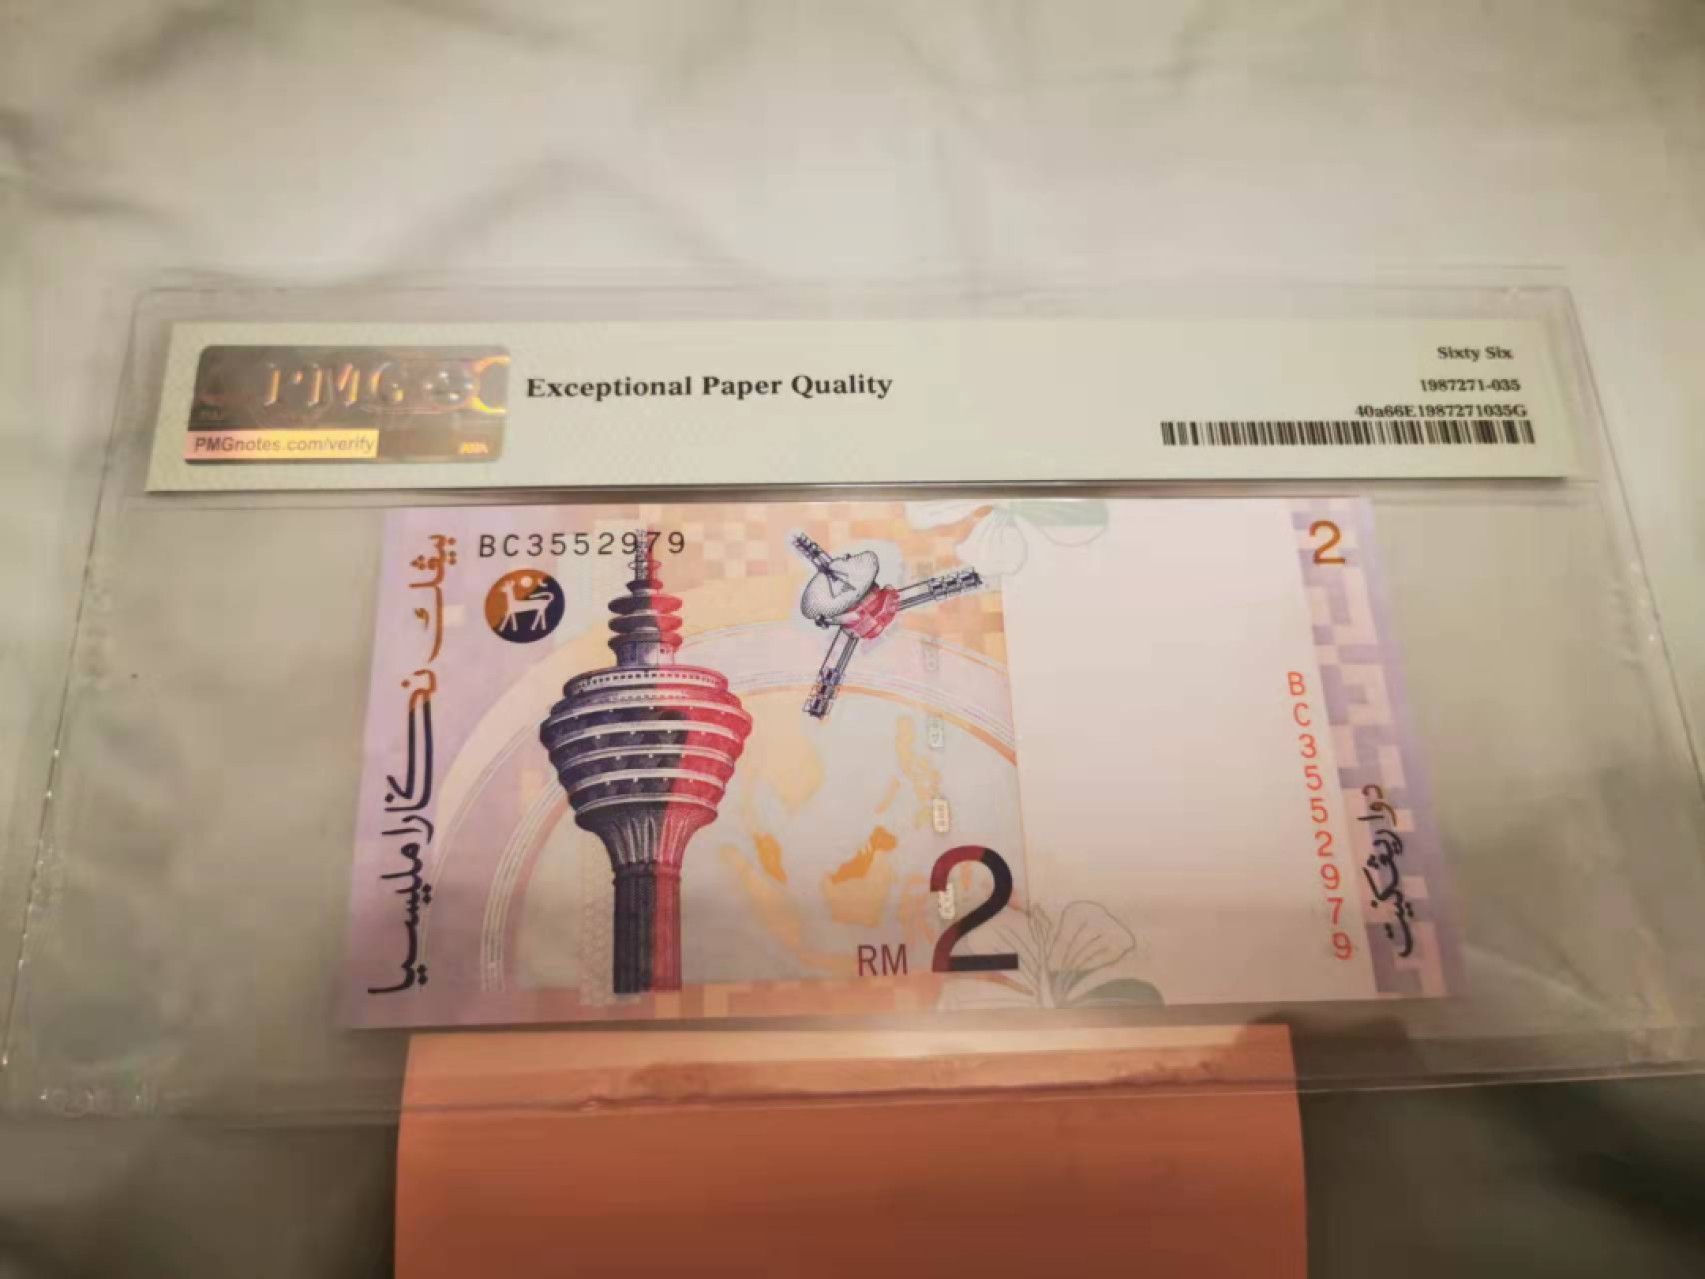 PMG
PMGnotes.com/verify
Exceptional Paper Quality
Sixty Six
1987271-035
40a66E1987271035G
BC3552979
2
بيڠك نݢارا مليسيا
RM 2
BC3552979
دوا ريڠݢيت